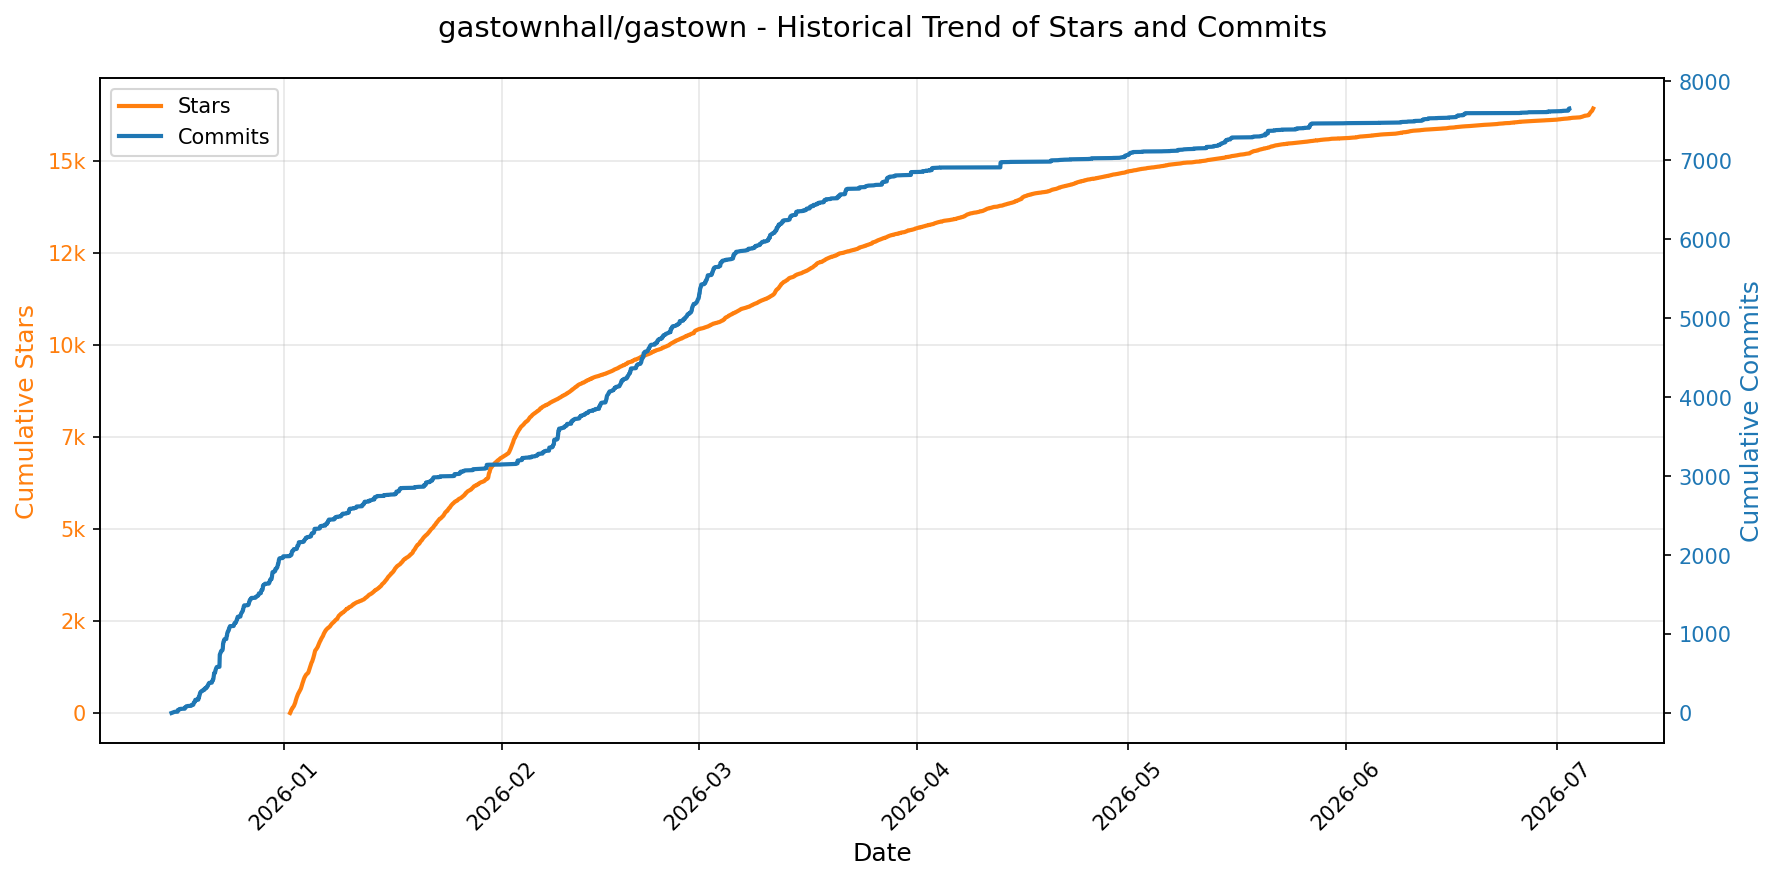 gastownhall/gastown - Historical Trend of Stars and Commits
Stars
Commits
15k
12k
10k
7k
5k
2k
0
Cumulative Stars
8000
7000
6000
5000
4000
3000
2000
1000
0
Cumulative Commits
2026-01
2026-02
2026-03
2026-04
2026-05
2026-06
2026-07
Date